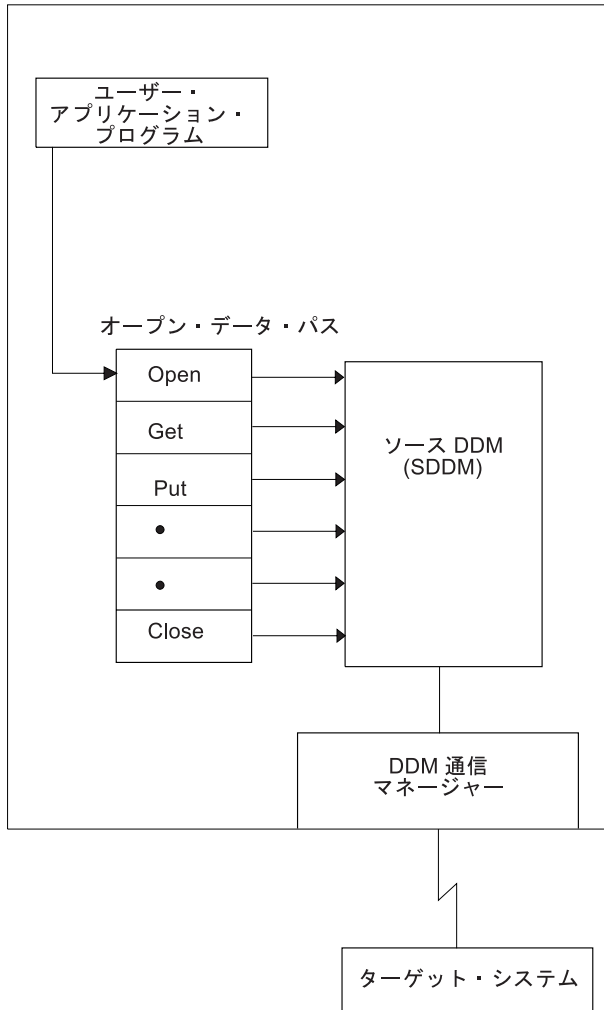 ユーザー・
アプリケーション・
プログラム
オープン・データ・パス
Open
Get
Put
•
•
Close
ソース DDM
(SDDM)
DDM 通信
マネージャー
ターゲット・システム